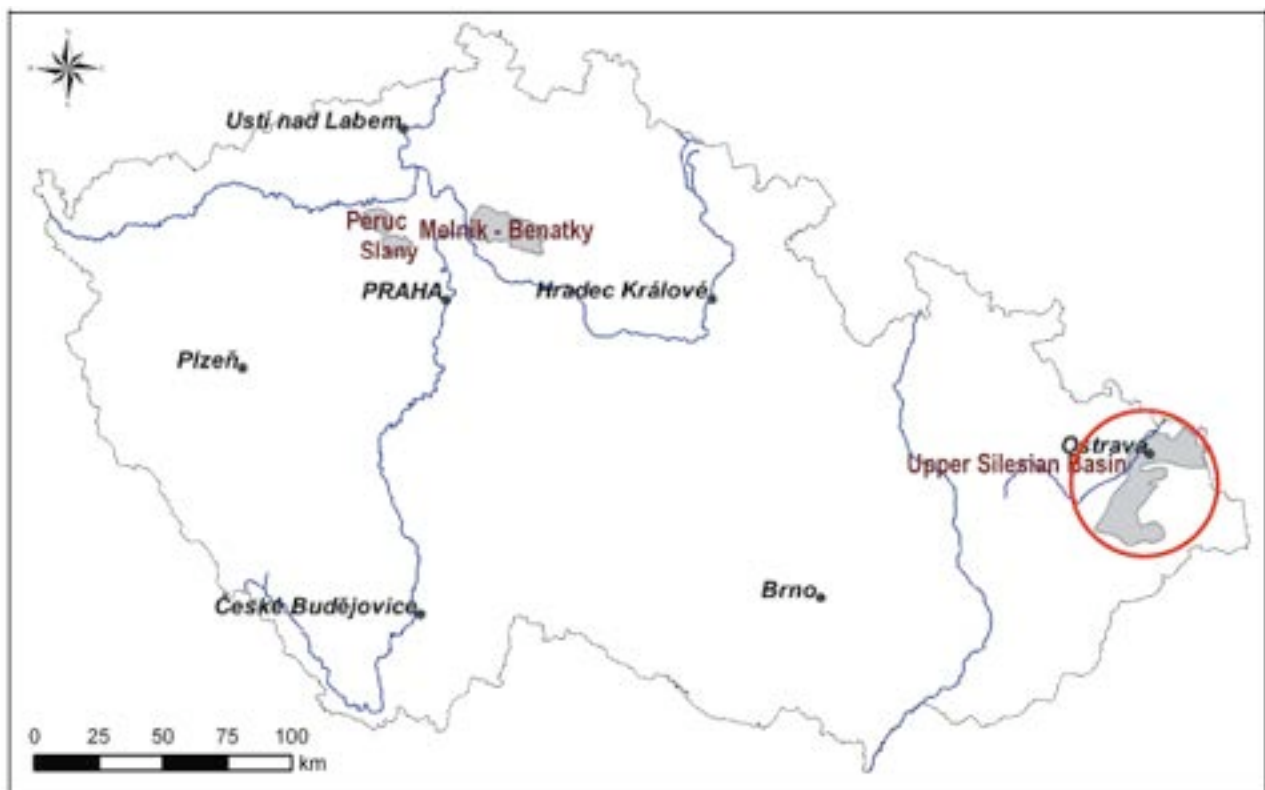 Ustí nad Labem
Peruc
Melnik - Benatky
Slany
PRAHA
Hradec Králové
Plzeň
Ostrava
Upper Silesian Basin
Brno
České Budějovice
0 25 50 75 100
km